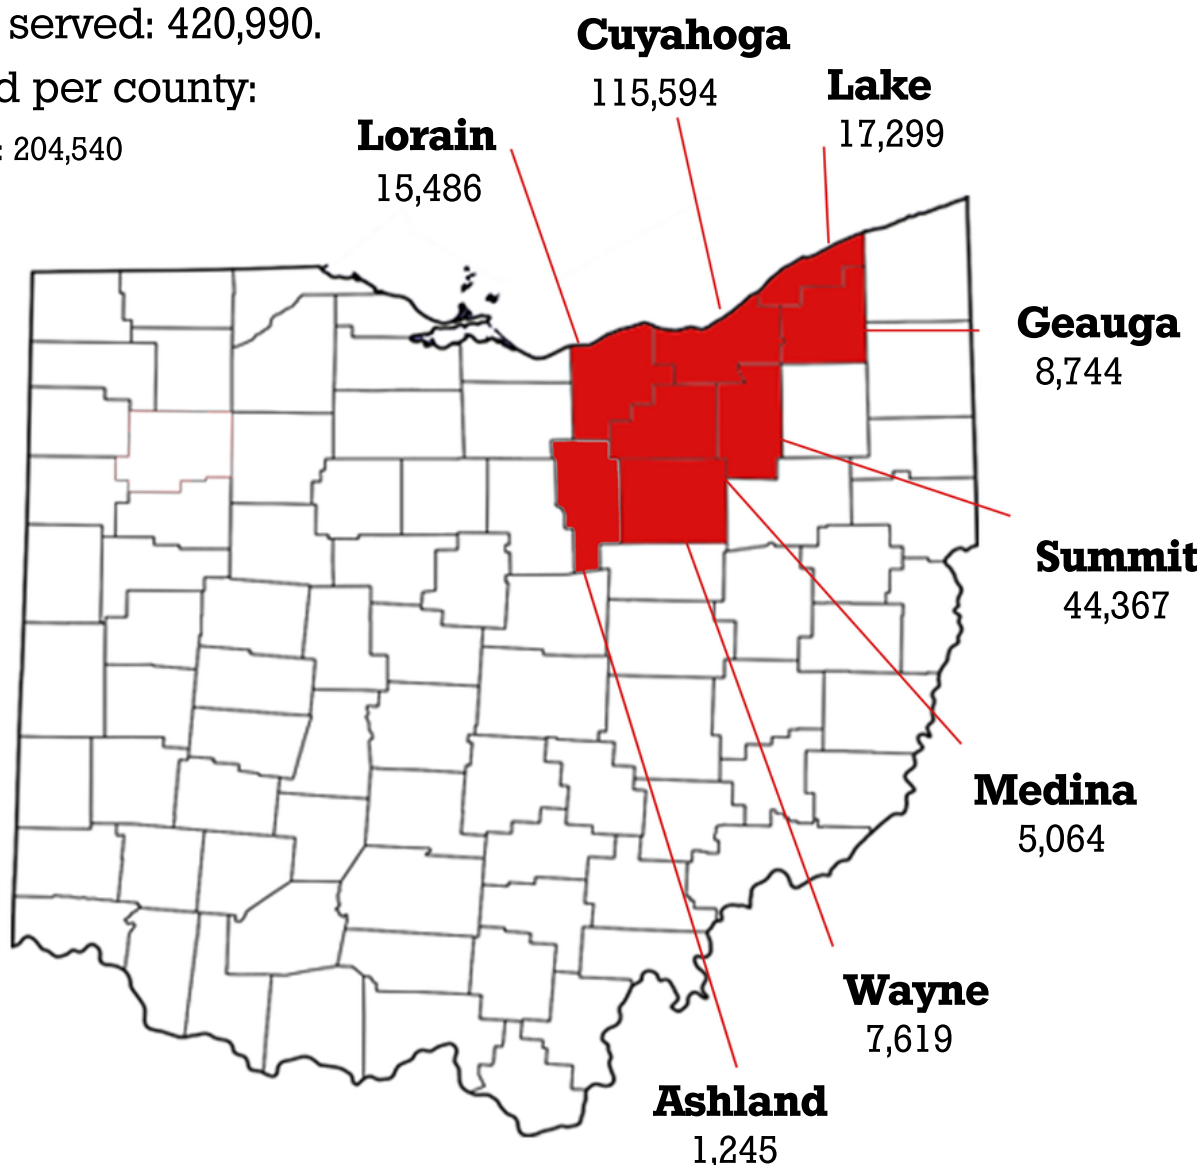 served: 420,990.
d per county:
: 204,540
Cuyahoga
115,594
Lake
17,299
Lorain
15,486
Geauga
8,744
Summit
44,367
Medina
5,064
Wayne
7,619
Ashland
1,245